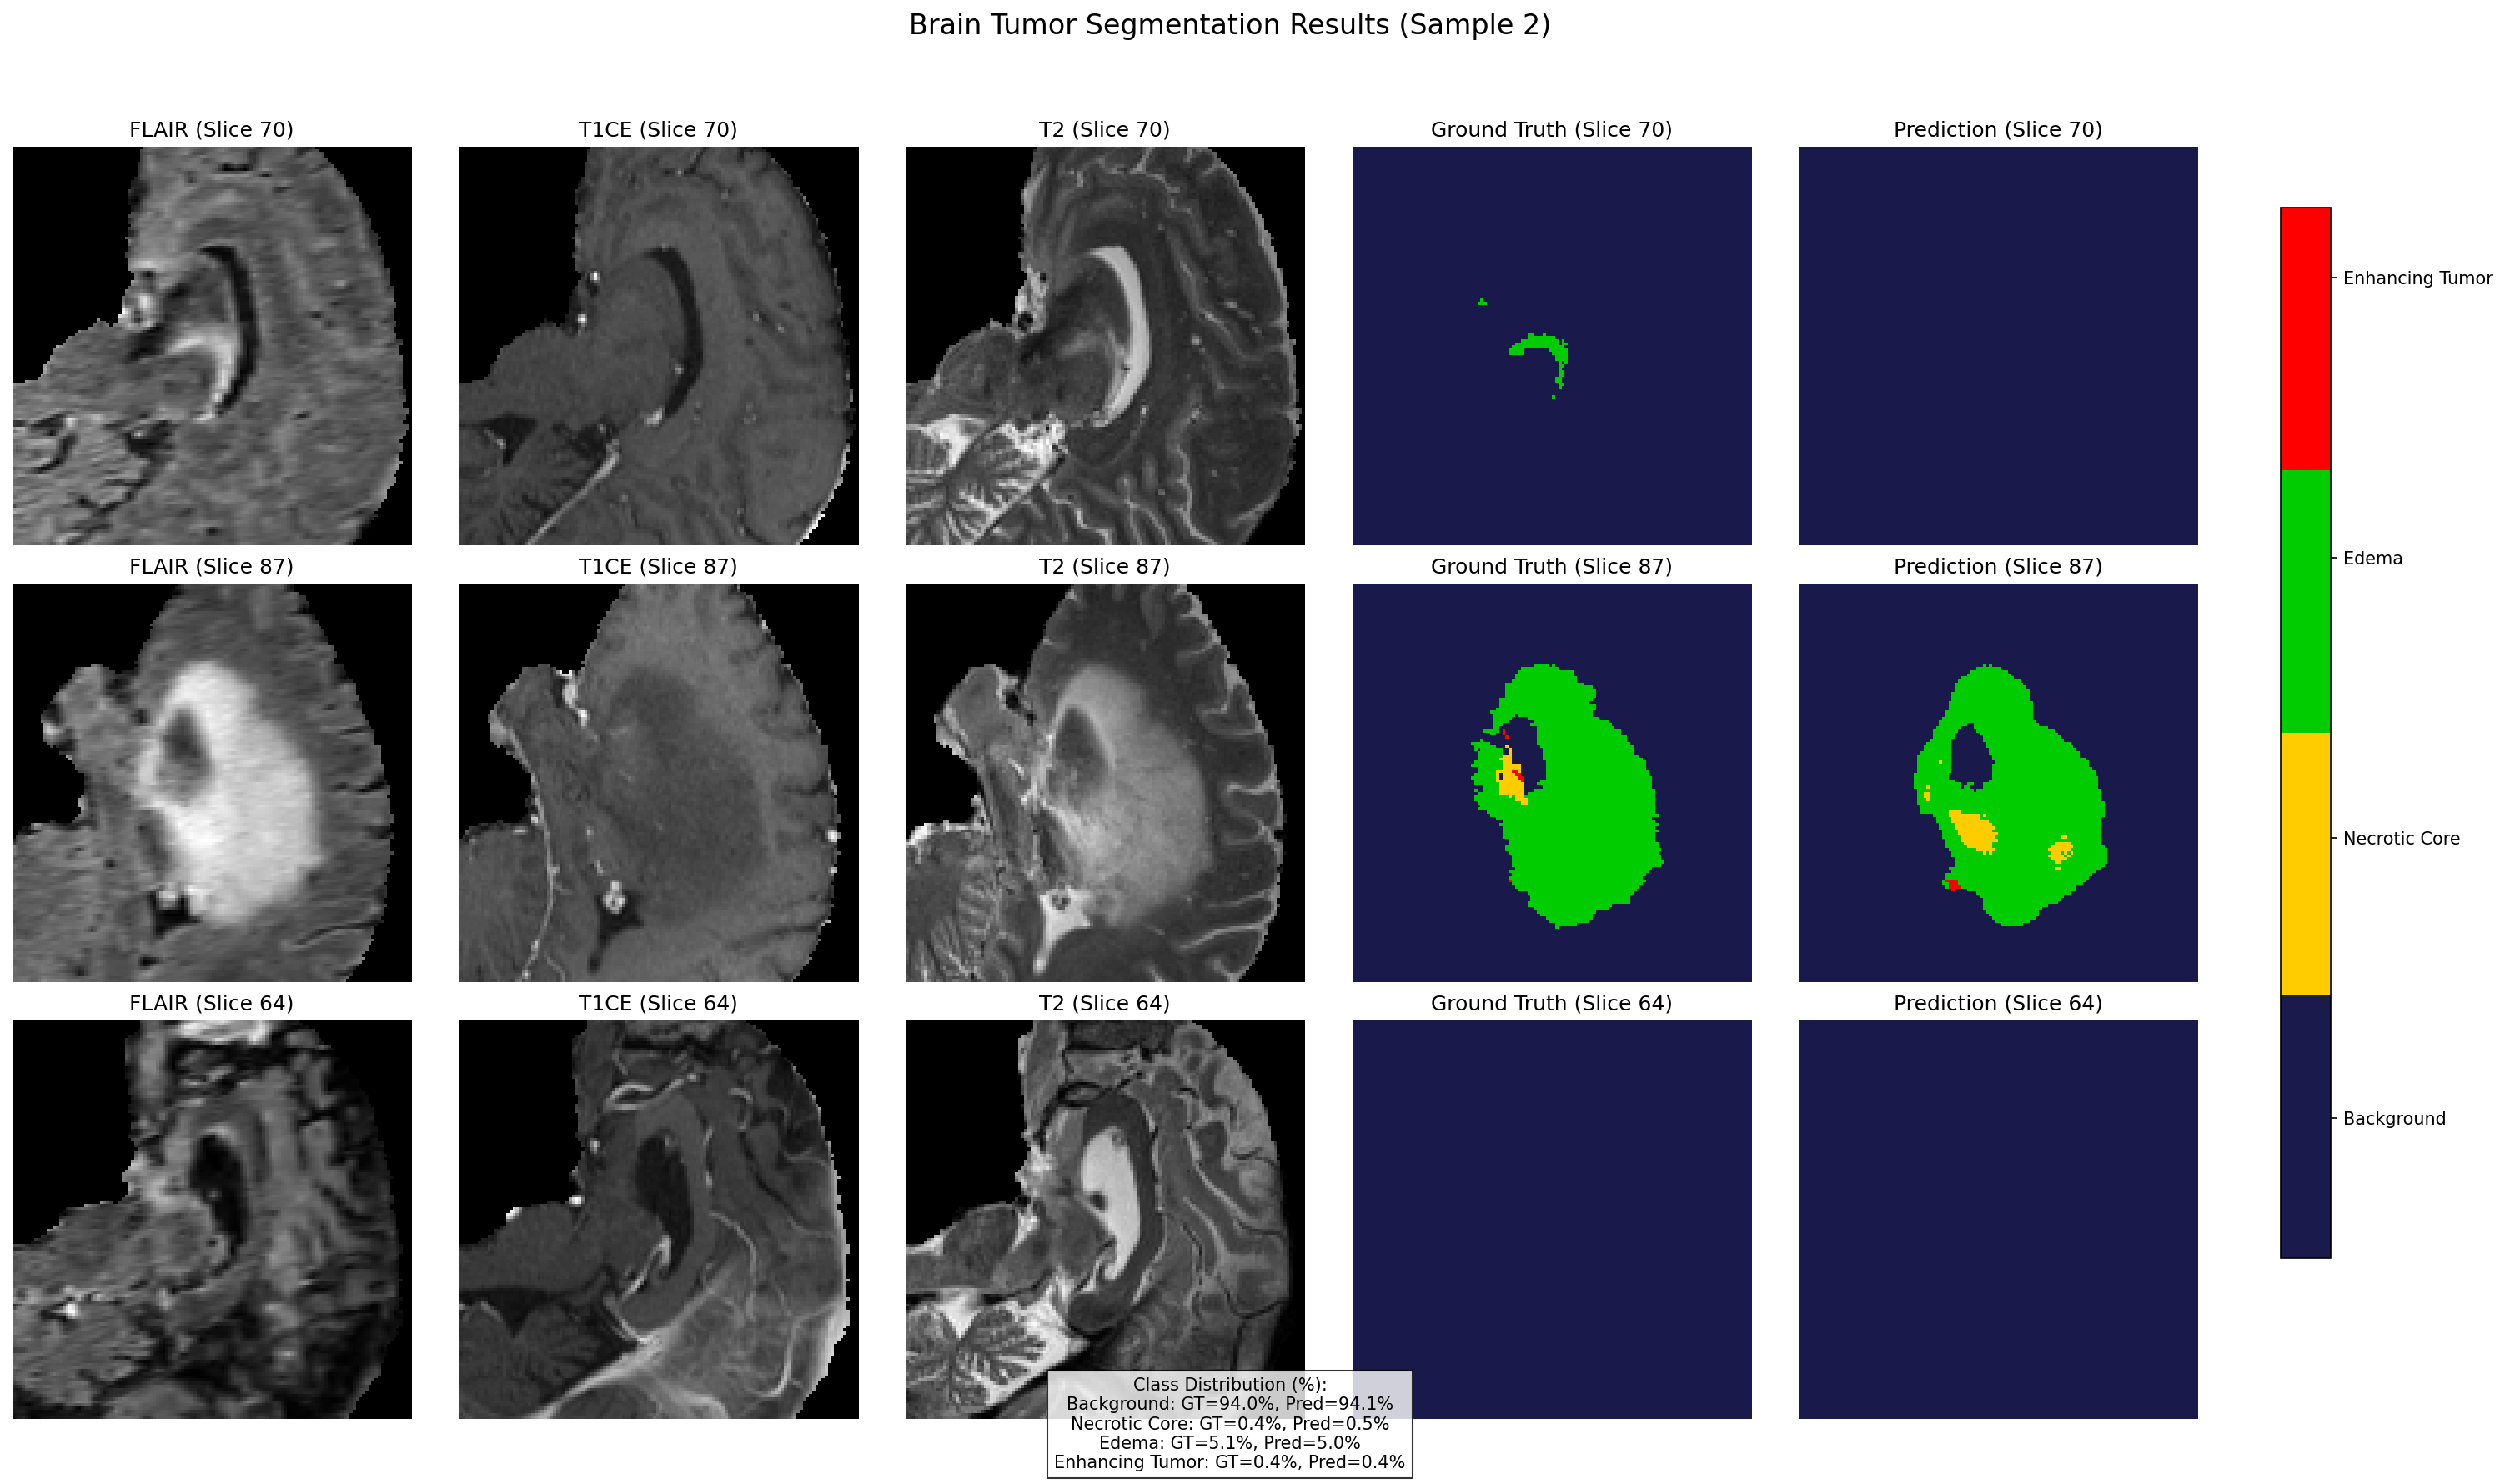 Brain Tumor Segmentation Results (Sample 2)
FLAIR (Slice 70)
T1CE (Slice 70)
T2 (Slice 70)
Ground Truth (Slice 70)
Prediction (Slice 70)
FLAIR (Slice 87)
T1CE (Slice 87)
T2 (Slice 87)
Ground Truth (Slice 87)
Prediction (Slice 87)
FLAIR (Slice 64)
T1CE (Slice 64)
T2 (Slice 64)
Ground Truth (Slice 64)
Prediction (Slice 64)
Enhancing Tumor
Edema
Necrotic Core
Background
Class Distribution (%):
Background: GT=94.0%, Pred=94.1%
Necrotic Core: GT=0.4%, Pred=0.5%
Edema: GT=5.1%, Pred=5.0%
Enhancing Tumor: GT=0.4%, Pred=0.4%